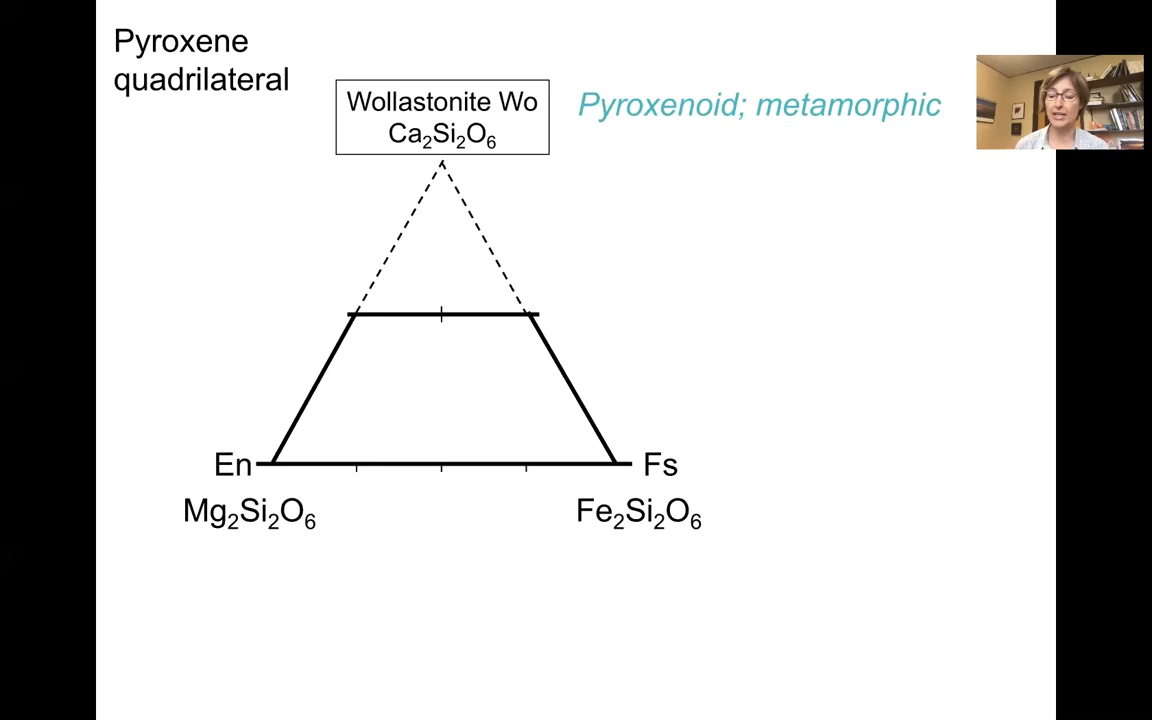 Pyroxene
quadrilateral
Wollastonite Wo
Ca₂Si₂O₆
Pyroxenoid; metamorphic
En
Fs
Mg₂Si₂O₆
Fe₂Si₂O₆